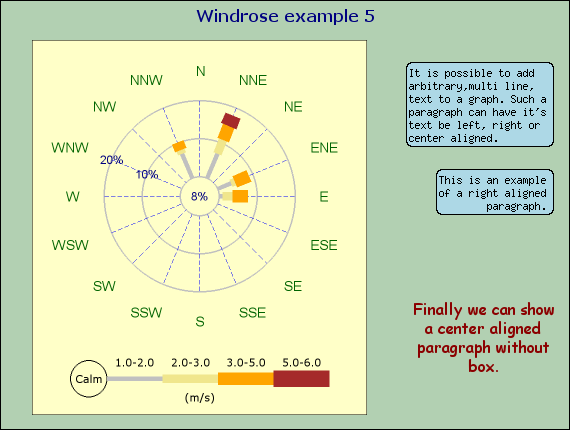 Windrose example 5
N
NNW
NNE
NW
NE
WNW
ENE
20%
10%
W
8%
E
WSW
ESE
SW
SE
SSW
SSE
S
1.0-2.0
2.0-3.0
3.0-5.0
5.0-6.0
Calm
(m/s)
It is possible to add
arbitrary,multi line,
text to a graph. Such a
paragraph can have it's
text be left, right or
center aligned.
This is an example
of a right aligned
paragraph.
Finally we can show
a center aligned
paragraph without
box.